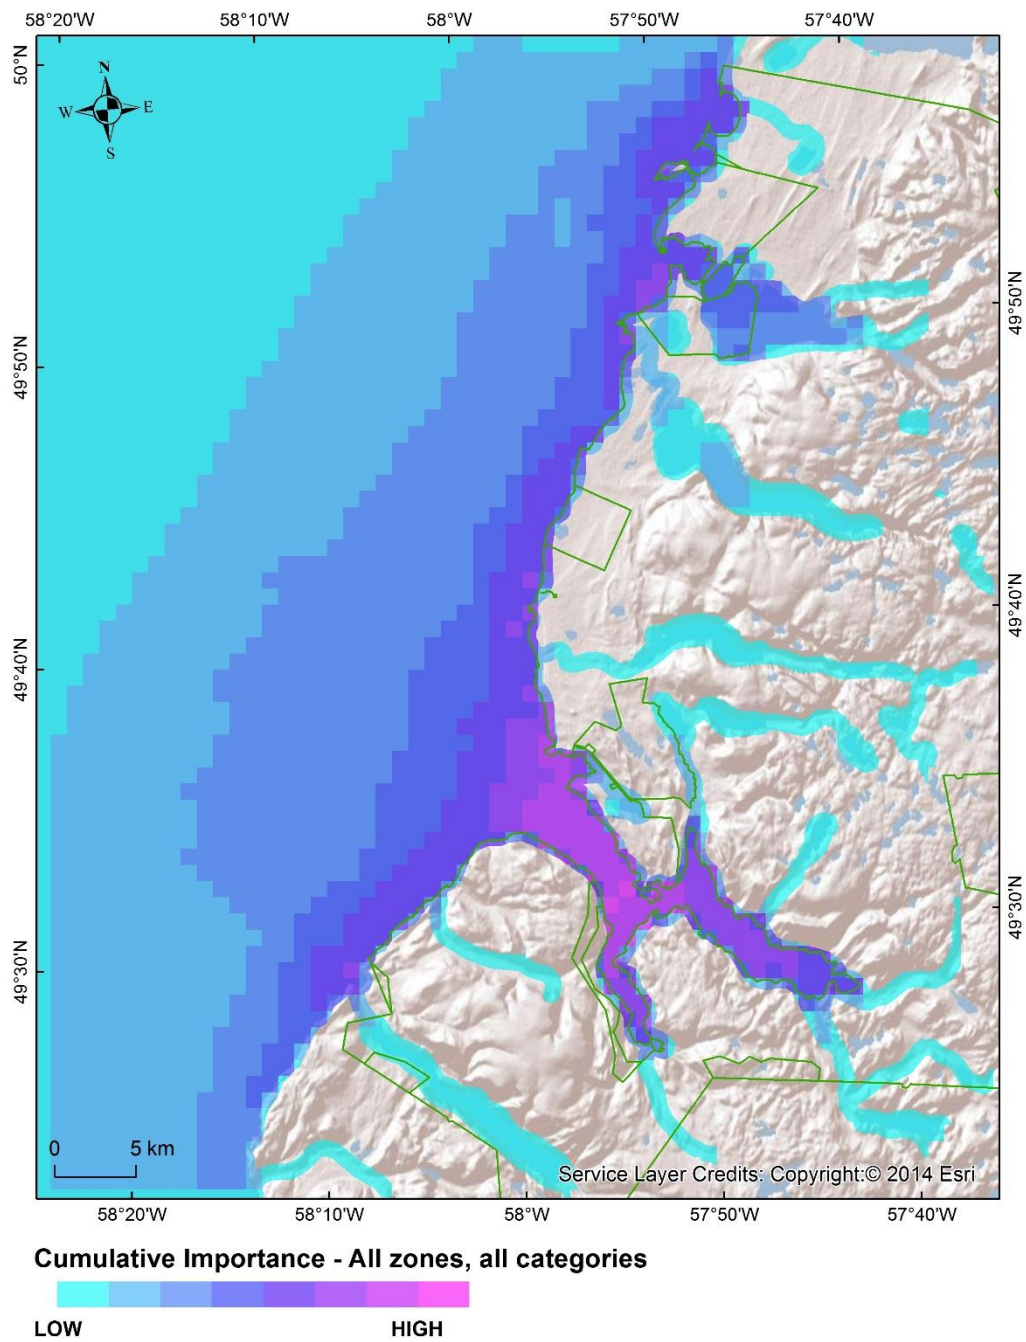 58°20'W 58°10'W 58° 57°50'W 57°40'W
50°N
N
W E
S
49°50'N
49°50'N
49°40'N
49°40'N
49°30'N
49°30'N
0 5 km
Service Layer Credits: Copyright:© 2014 Esri
58°20'W 58°10'W 58°W 57°50'W 57°40'W
Cumulative Importance - All zones, all categories
LOW HIGH